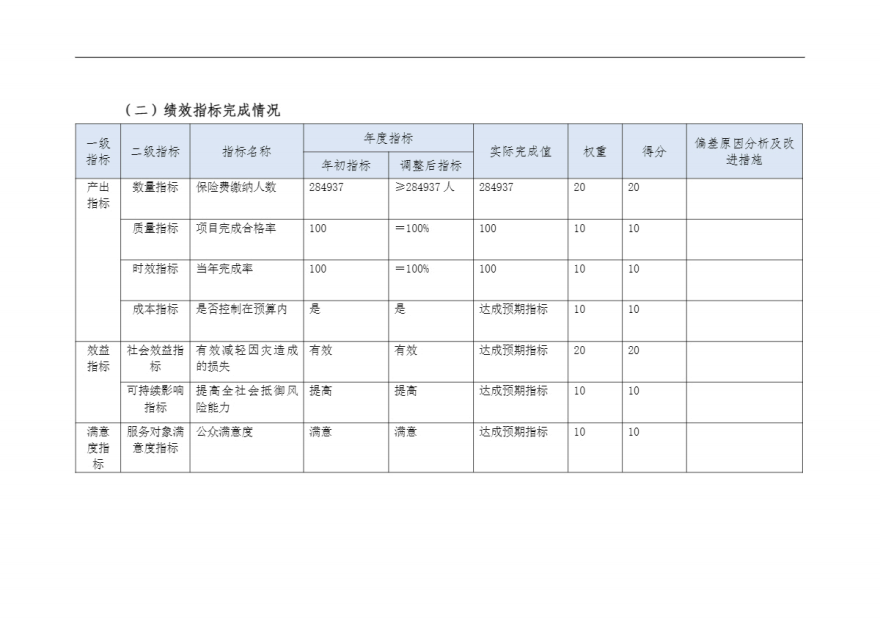 （二）绩效指标完成情况
一级指标 二级指标 指标名称 年度指标 实际完成值 权重 得分 偏差原因分析及改进措施
年初指标 调整后指标
产出指标 数量指标 保险费缴纳人数 284937 ≥284937 人 284937 20 20
质量指标 项目完成合格率 100 ＝100% 100 10 10
时效指标 当年完成率 100 ＝100% 100 10 10
成本指标 是否控制在预算内 是 是 达成预期指标 10 10
效益指标 社会效益指标 有效减轻因灾造成的损失 有效 有效 达成预期指标 20 20
可持续影响指标 提高全社会抵御风险能力 提高 提高 达成预期指标 10 10
满意度指标 服务对象满意度指标 公众满意度 满意 满意 达成预期指标 10 10